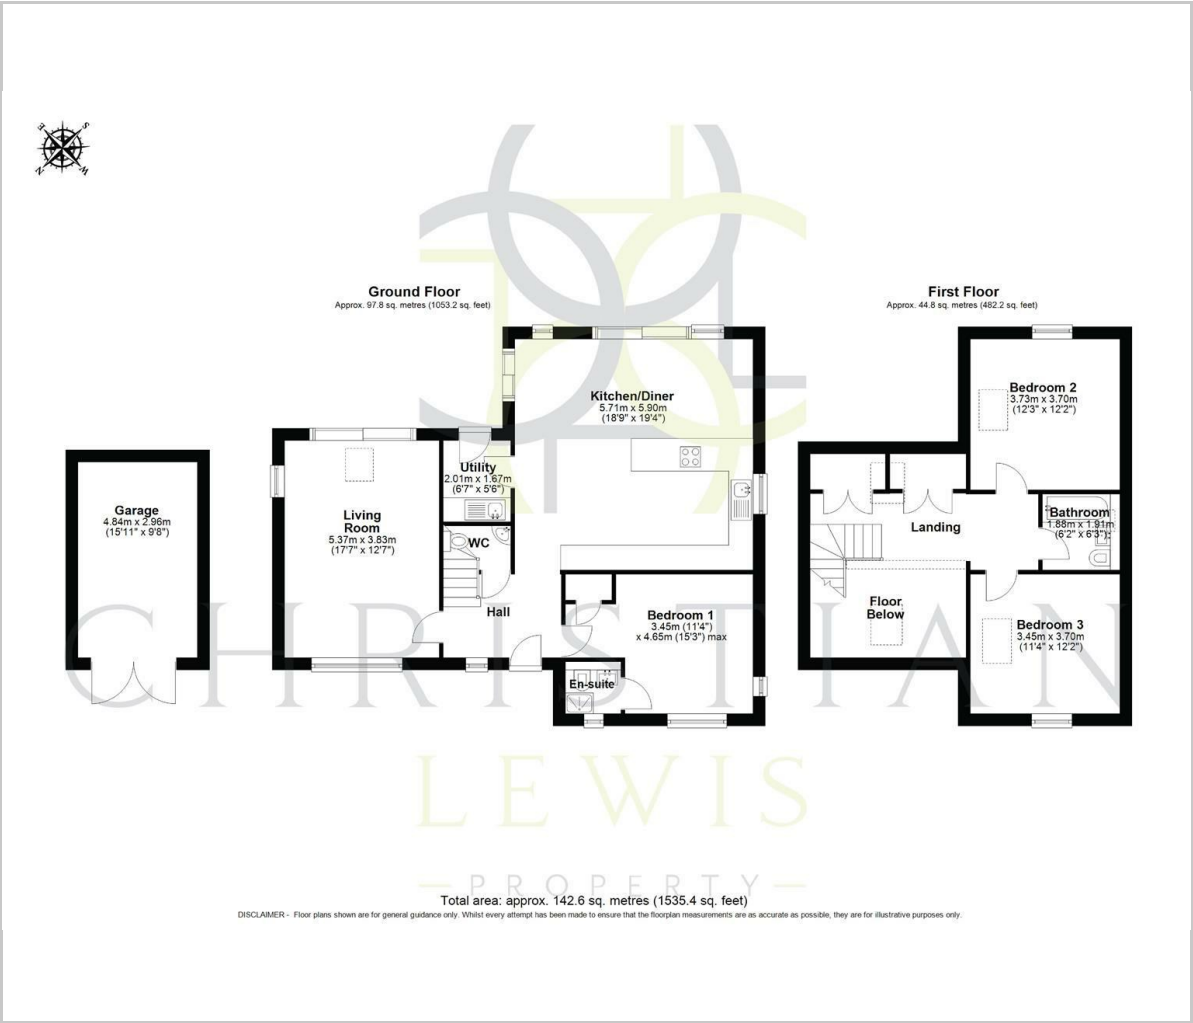 E S
N W
Ground Floor
Approx. 97.8 sq. metres (1053.2 sq. feet)
First Floor
Approx. 44.8 sq. metres (482.2 sq. feet)
Kitchen/Diner
5.71m x 5.90m
(18'9" x 19'4")
Bedroom 2
3.73m x 3.70m
(12'3" x 12'2")
Utility
2.01m x 1.67m
(6'7" x 5'6")
Garage
4.84m x 2.96m
(15'11" x 9'8")
Living
Room
5.37m x 3.83m
(17'7" x 12'7")
WC
Landing
Bathroom
1.88m x 1.91m
(6'2" x 6'3")
Hall
Bedroom 1
3.45m (11'4")
x 4.65m (15'3") max
Floor
Below
Bedroom 3
3.45m x 3.70m
(11'4" x 12'2")
En-suite
CHRISTIAN
LEWIS
PROPERTY
Total area: approx. 142.6 sq. metres (1535.4 sq. feet)
DISCLAIMER - Floor plans shown are for general guidance only. Whilst every attempt has been made to ensure that the floorplan measurements are as accurate as possible, they are for illustrative purposes only.